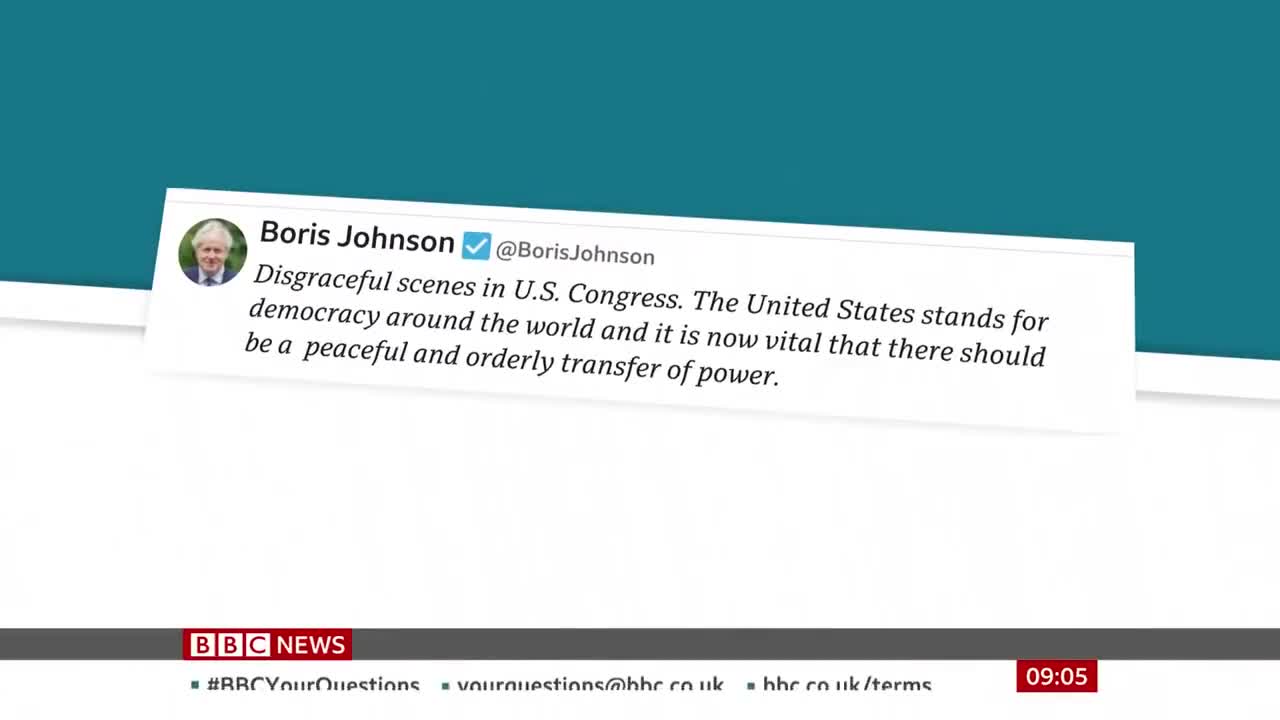 Boris Johnson @BorisJohnson
Disgraceful scenes in U.S. Congress. The United States stands for
democracy around the world and it is now vital that there should
be a peaceful and orderly transfer of power.
BBC NEWS
09:05
#BBCYourQuestions yourquestions@bbc.co.uk bbc.co.uk/terms